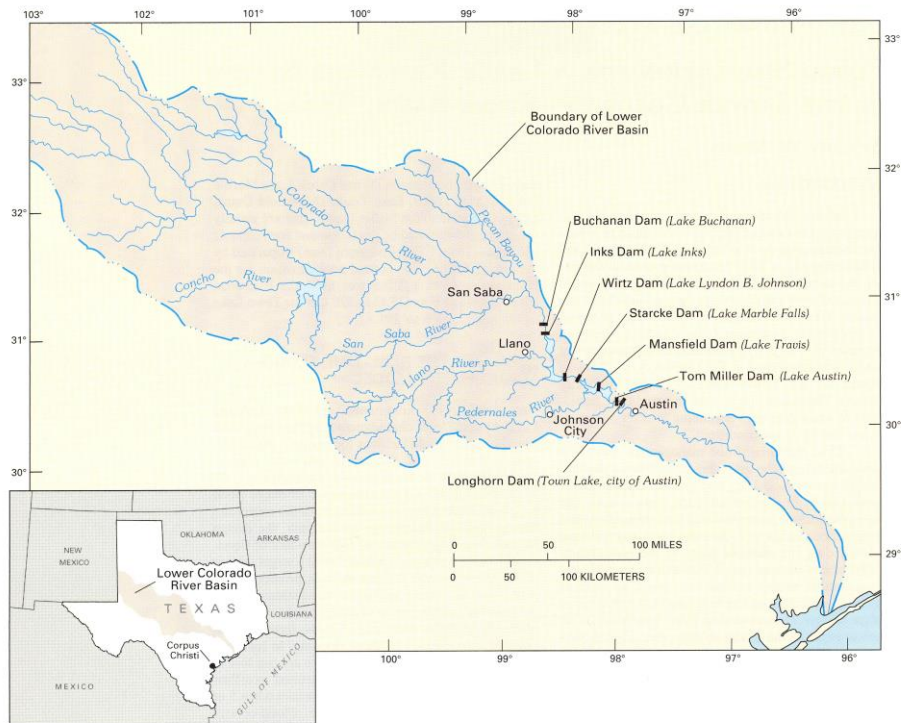 103°
102°
101°
100°
99°
98°
97°
96°
33°
33°
32°
32°
31°
31°
30°
30°
29°
Boundary of Lower
Colorado River Basin
Colorado
River
Pecan Bayou
Concho River
San Saba River
Llano River
Pedernales River
San Saba
Llano
Johnson
City
Austin
Buchanan Dam (Lake Buchanan)
Inks Dam (Lake Inks)
Wirtz Dam (Lake Lyndon B. Johnson)
Starcke Dam (Lake Marble Falls)
Mansfield Dam (Lake Travis)
Tom Miller Dam (Lake Austin)
Longhorn Dam (Town Lake, city of Austin)
0 50 100 MILES
0 50 100 KILOMETERS
100°
99°
98°
97°
96°
NEW
MEXICO
OKLAHOMA
ARKANSAS
Lower Colorado
River Basin
TEXAS
LOUISIANA
Corpus
Christi
MEXICO
GULF OF MEXICO